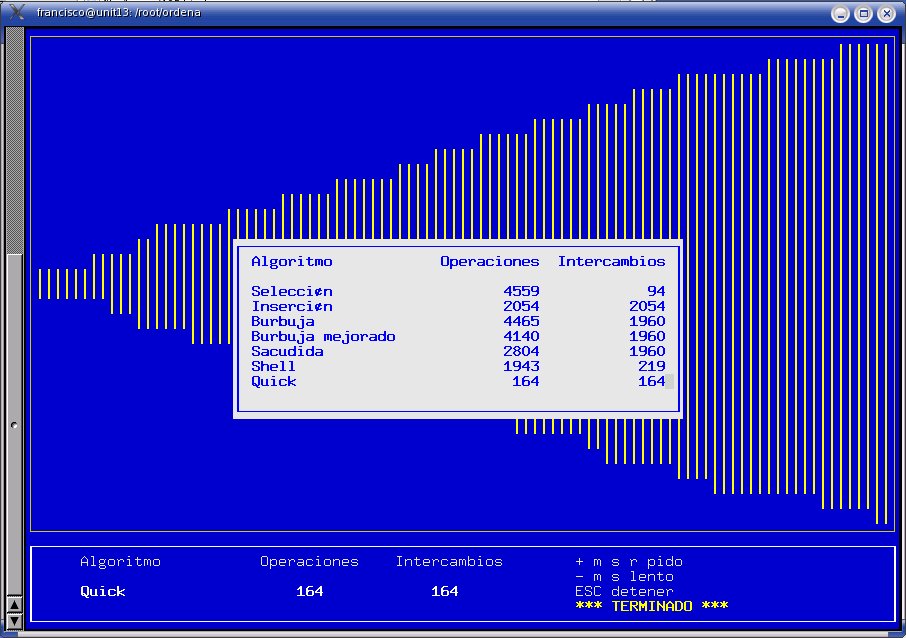 francisco@unit13: /root/ordena
Algoritmo Operaciones Intercambios
Selecci¢n 4559 94
Inserci¢n 2054 2054
Burbuja 4465 1960
Burbuja mejorado 4140 1960
Sacudida 2804 1960
Shell 1943 219
Quick 164 164
Algoritmo Operaciones Intercambios + m s r pido
- m s lento
Quick 164 164 ESC detener
*** TERMINADO ***